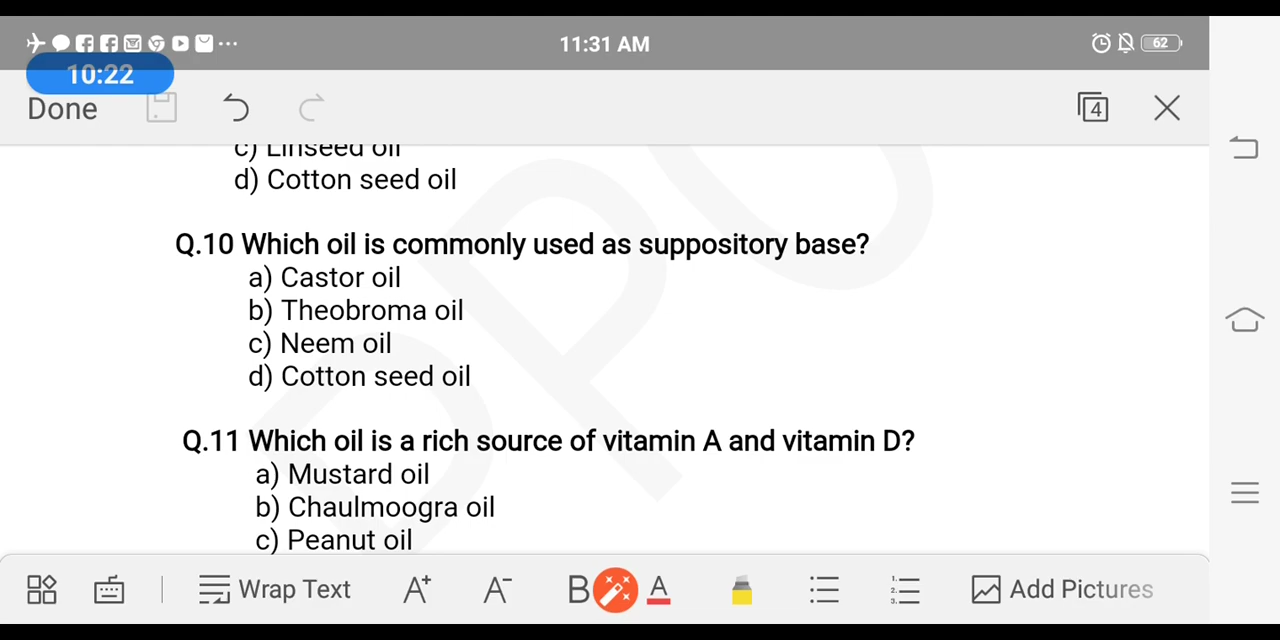 11:31 AM
62
10:22
Done
4
c) Linseed oil
d) Cotton seed oil
Q.10 Which oil is commonly used as suppository base?
a) Castor oil
b) Theobroma oil
c) Neem oil
d) Cotton seed oil
Q.11 Which oil is a rich source of vitamin A and vitamin D?
a) Mustard oil
b) Chaulmoogra oil
c) Peanut oil
Wrap Text A+ A- B A Add Pictures